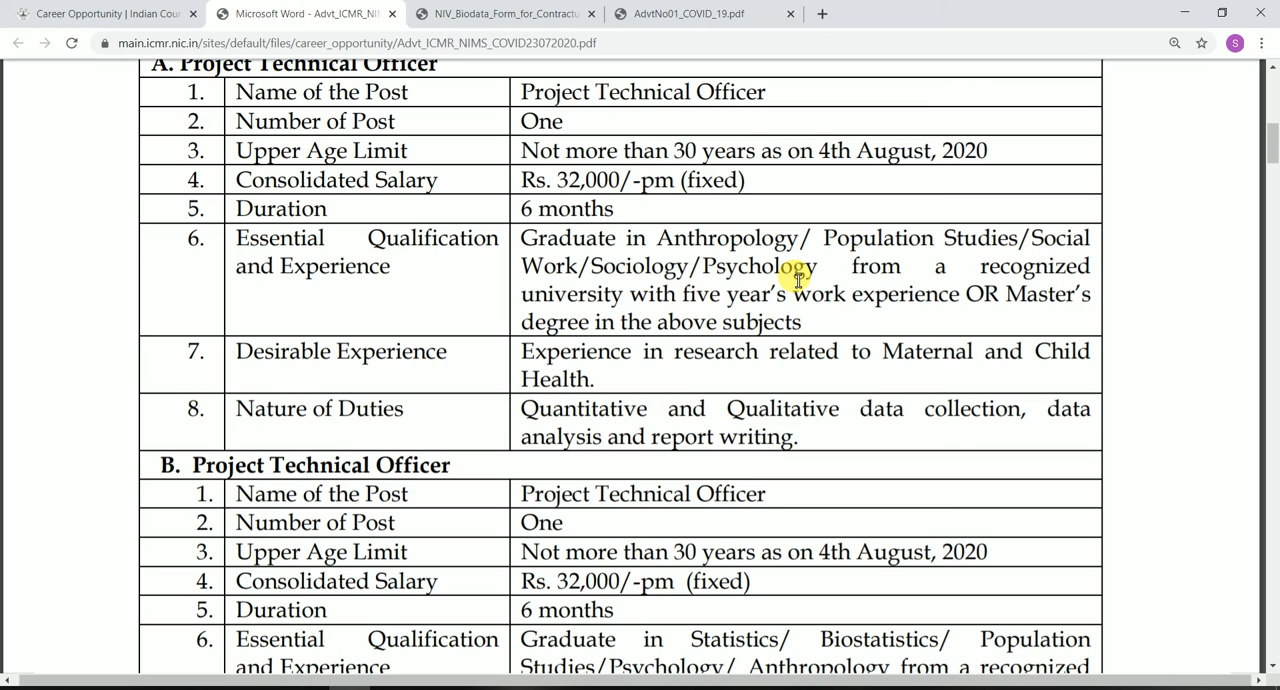 Career Opportunity | Indian Coun
Microsoft Word - Advt_ICMR_NI
NIV_Biodata_Form_for_Contractu
AdvtNo01_COVID_19.pdf
main.icmr.nic.in/sites/default/files/career_opportunity/Advt_ICMR_NIMS_COVID23072020.pdf
S
A. Project Technical Officer
1. Name of the Post Project Technical Officer
2. Number of Post One
3. Upper Age Limit Not more than 30 years as on 4th August, 2020
4. Consolidated Salary Rs. 32,000/-pm (fixed)
5. Duration 6 months
6. Essential Qualification Graduate in Anthropology/ Population Studies/Social
and Experience Work/Sociology/Psychology from a recognized
university with five year's work experience OR Master's
degree in the above subjects
7. Desirable Experience Experience in research related to Maternal and Child
Health.
8. Nature of Duties Quantitative and Qualitative data collection, data
analysis and report writing.
B. Project Technical Officer
1. Name of the Post Project Technical Officer
2. Number of Post One
3. Upper Age Limit Not more than 30 years as on 4th August, 2020
4. Consolidated Salary Rs. 32,000/-pm (fixed)
5. Duration 6 months
6. Essential Qualification Graduate in Statistics/ Biostatistics/ Population
and Experience Studies/Psychology/ Anthropology from a recognized